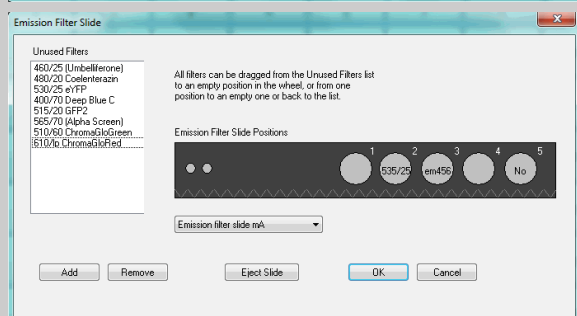 Emission Filter Slide
Unused Filters
460/25 (Umbelliferone)
480/20 Coelenterazin
530/25 eYFP
400/70 Deep Blue C
515/20 GFP2
565/70 (Alpha Screen)
510/60 ChromaGloGreen
610/lp ChromaGloRed
All filters can be dragged from the Unused Filters list
to an empty position in the wheel, or from one
position to an empty one or back to the list.
Emission Filter Slide Positions
1 2 3 4 5
535/25 em456 No
Emission filter slide mA
Add Remove Eject Slide OK Cancel